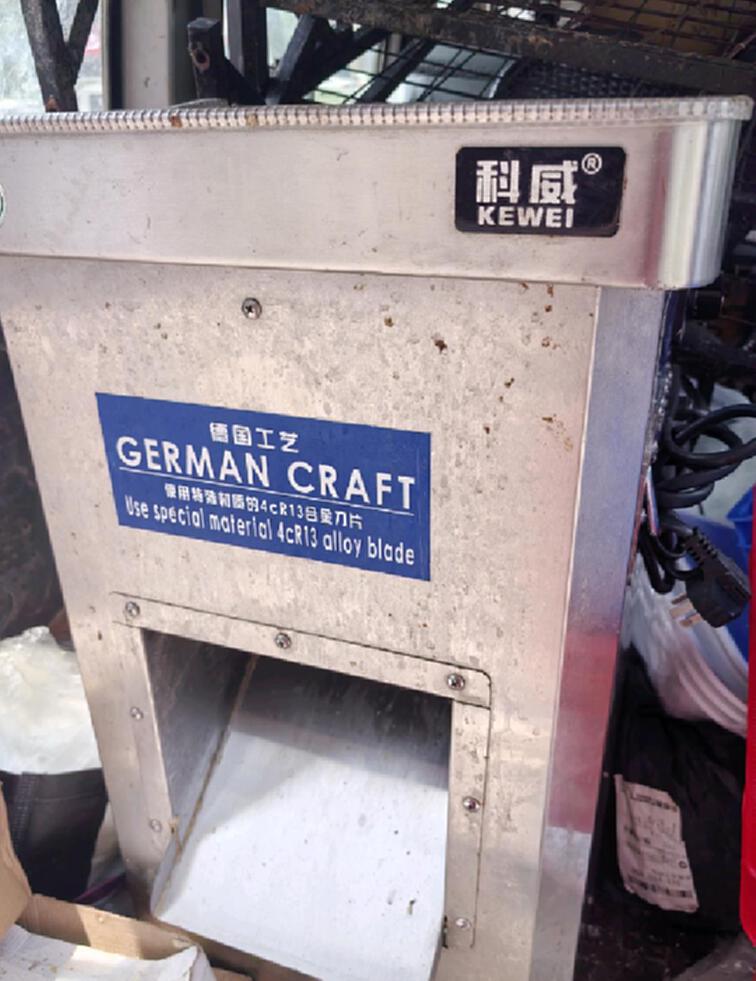 科威®
KEWEI
德国工艺
GERMAN CRAFT
使用特殊材质的4cR13合金刀片
Use special material 4cR13 alloy blade